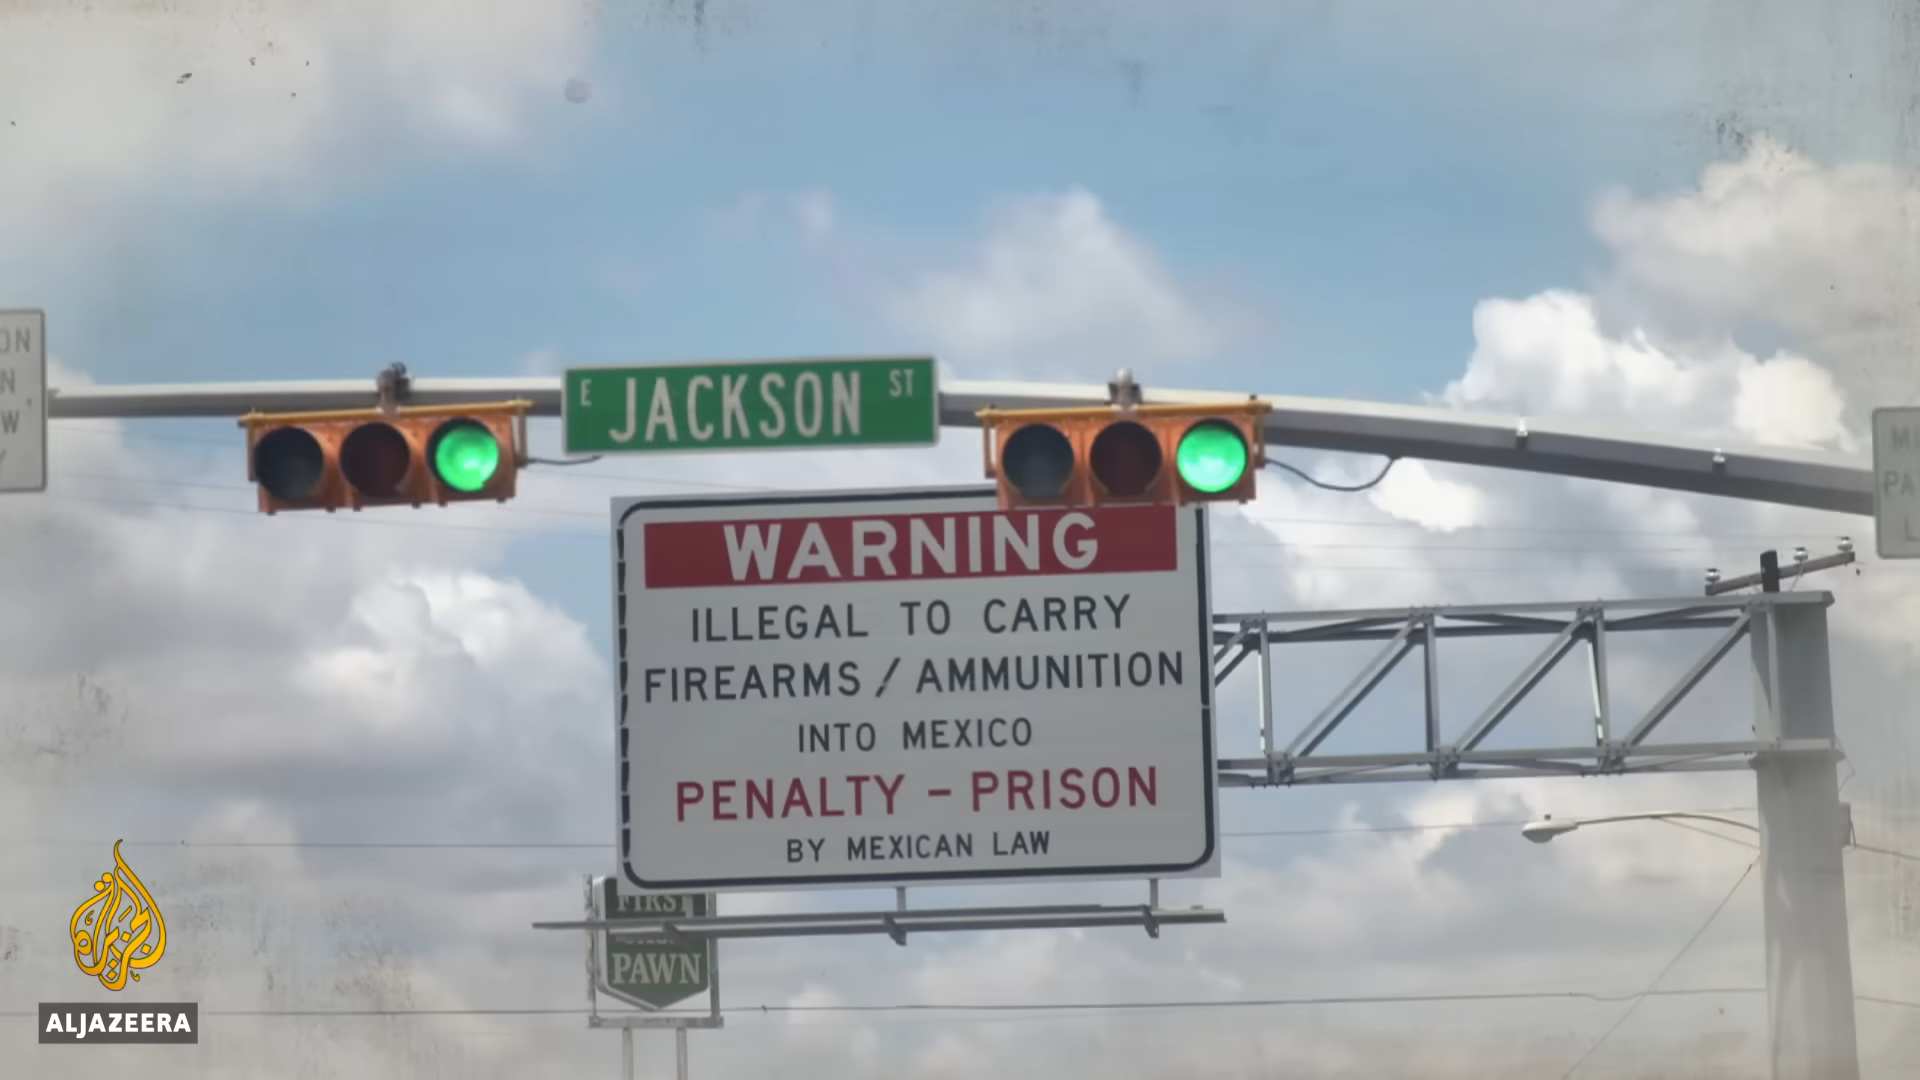 E JACKSON ST
WARNING
ILLEGAL TO CARRY
FIREARMS / AMMUNITION
INTO MEXICO
PENALTY - PRISON
BY MEXICAN LAW
FIRST
PAWN
ALJAZEERA